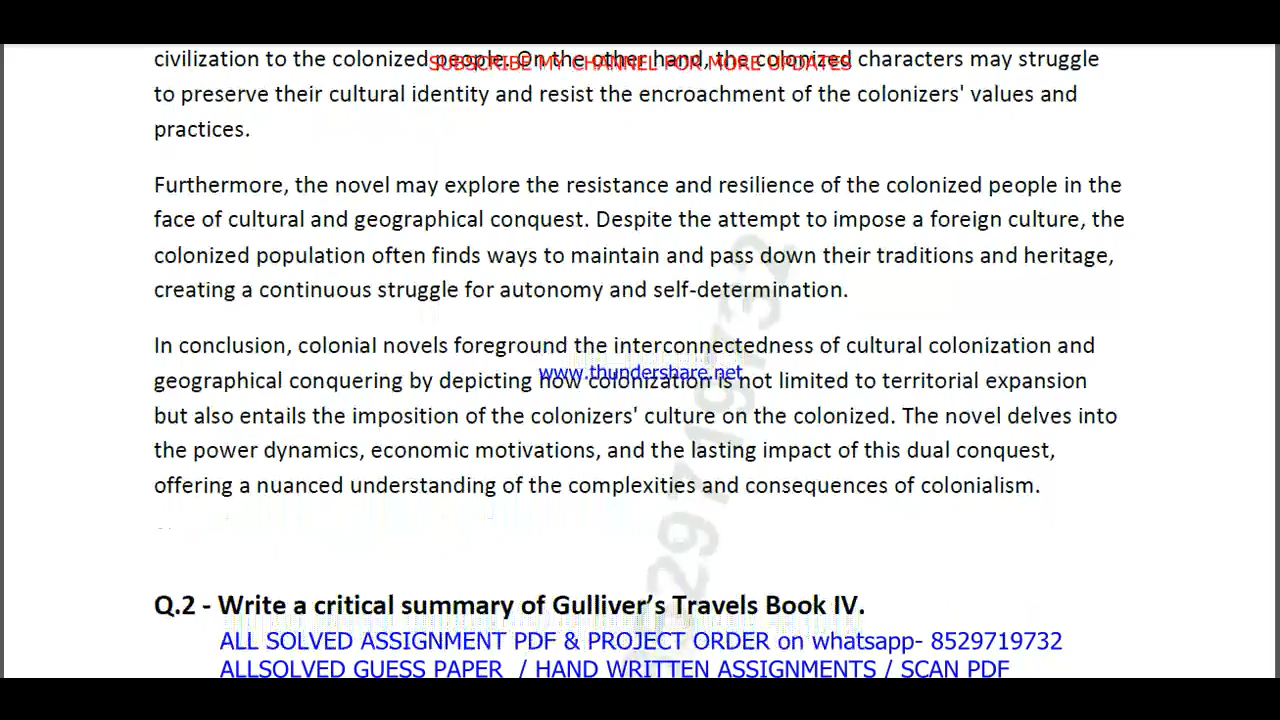 civilization to the colonized people. On the other hand, the colonized characters may struggle
SUBSCRIBE MY CHANNEL FOR MORE UPDATES
to preserve their cultural identity and resist the encroachment of the colonizers' values and
practices.
Furthermore, the novel may explore the resistance and resilience of the colonized people in the
face of cultural and geographical conquest. Despite the attempt to impose a foreign culture, the
colonized population often finds ways to maintain and pass down their traditions and heritage,
creating a continuous struggle for autonomy and self-determination.
In conclusion, colonial novels foreground the interconnectedness of cultural colonization and
www.thundershare.net
geographical conquering by depicting how colonization is not limited to territorial expansion
but also entails the imposition of the colonizers' culture on the colonized. The novel delves into
the power dynamics, economic motivations, and the lasting impact of this dual conquest,
offering a nuanced understanding of the complexities and consequences of colonialism.
8529719732
Q.2 - Write a critical summary of Gulliver’s Travels Book IV.
ALL SOLVED ASSIGNMENT PDF & PROJECT ORDER on whatsapp- 8529719732
ALLSOLVED GUESS PAPER / HAND WRITTEN ASSIGNMENTS / SCAN PDF